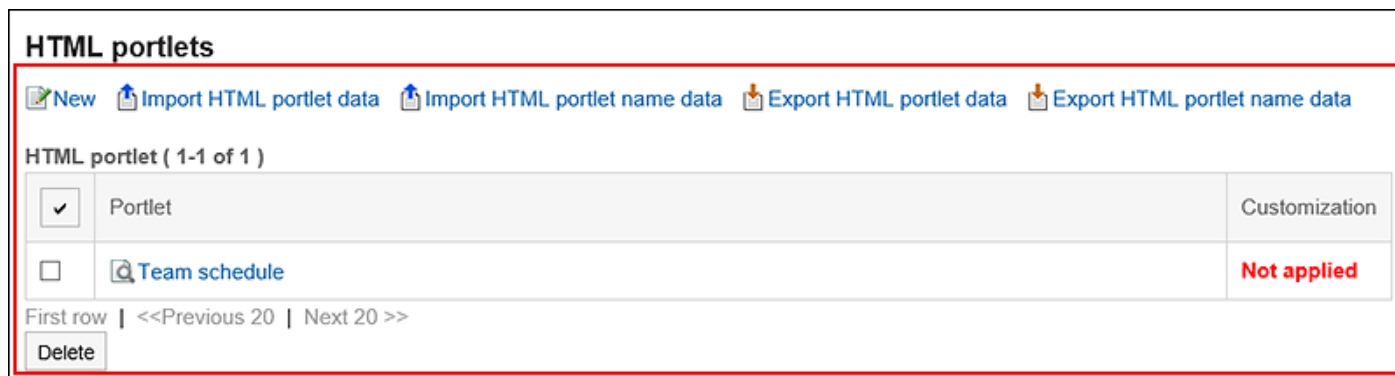 HTML portlets
New Import HTML portlet data Import HTML portlet name data Export HTML portlet data Export HTML portlet name data
HTML portlet ( 1-1 of 1 )
Portlet Customization
Team schedule Not applied
First row | <<Previous 20 | Next 20 >>
Delete